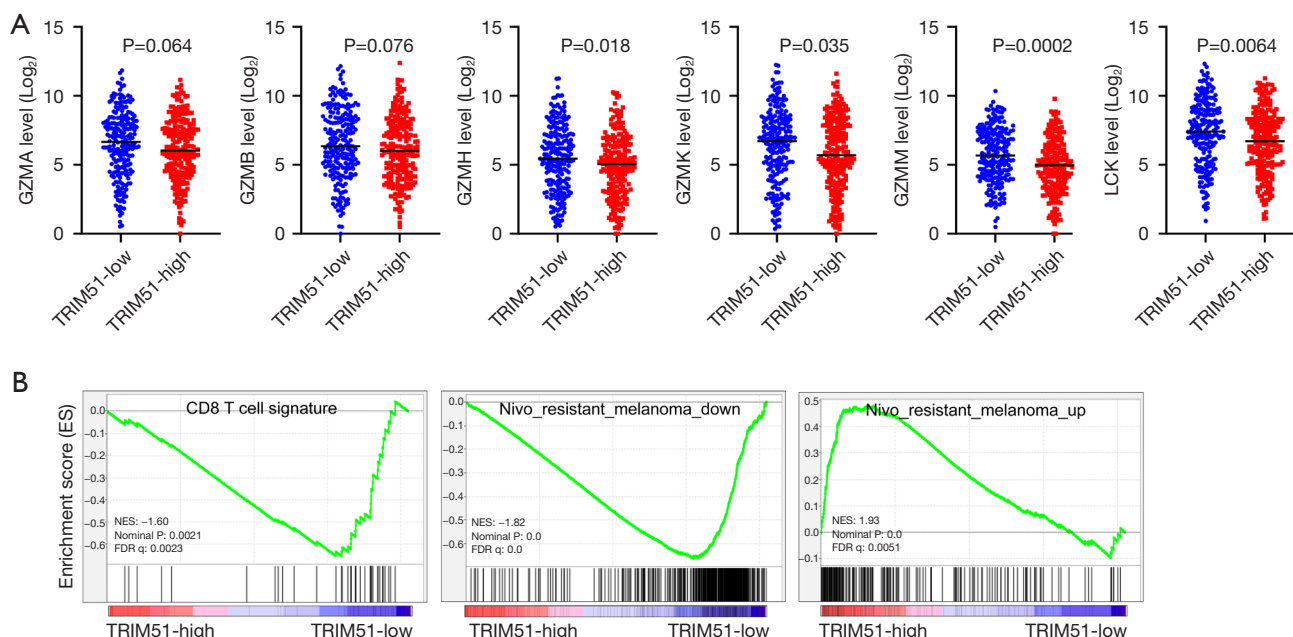 A
15
10
5
0
GZMA level (Log2)
P=0.064
TRIM51-low
TRIM51-high
15
10
5
0
GZMB level (Log2)
P=0.076
TRIM51-low
TRIM51-high
15
10
5
0
GZMH level (Log2)
P=0.018
TRIM51-low
TRIM51-high
15
10
5
0
GZMK level (Log2)
P=0.035
TRIM51-low
TRIM51-high
15
10
5
0
GZMM level (Log2)
P=0.0002
TRIM51-low
TRIM51-high
15
10
5
0
LCK level (Log2)
P=0.0064
TRIM51-low
TRIM51-high
B
Enrichment score (ES)
CD8 T cell signature
0.0
−0.1
−0.2
−0.3
−0.4
−0.5
−0.6
NES: −1.60
Nominal P: 0.0021
FDR q: 0.0023
TRIM51-high
TRIM51-low
Nivo_resistant_melanoma_down
0.0
−0.1
−0.2
−0.3
−0.4
−0.5
−0.6
NES: −1.82
Nominal P: 0.0
FDR q: 0.0
TRIM51-high
TRIM51-low
Nivo_resistant_melanoma_up
0.5
0.4
0.3
0.2
0.1
0.0
−0.1
NES: 1.93
Nominal P: 0.0
FDR q: 0.0051
TRIM51-high
TRIM51-low